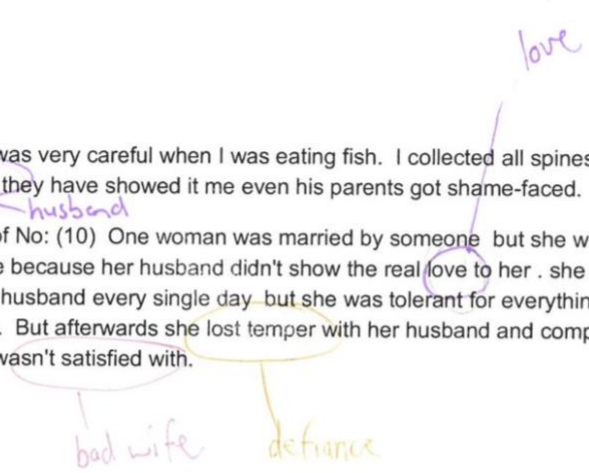 love
was very careful when I was eating fish. I collected all spines
they have showed it me even his parents got shame-faced.
husband
of No: (10) One woman was married by someone but she w
e because her husband didn't show the real love to her . she
husband every single day but she was tolerant for everythin
. But afterwards she lost temper with her husband and comp
wasn't satisfied with.
bad wife
defiance